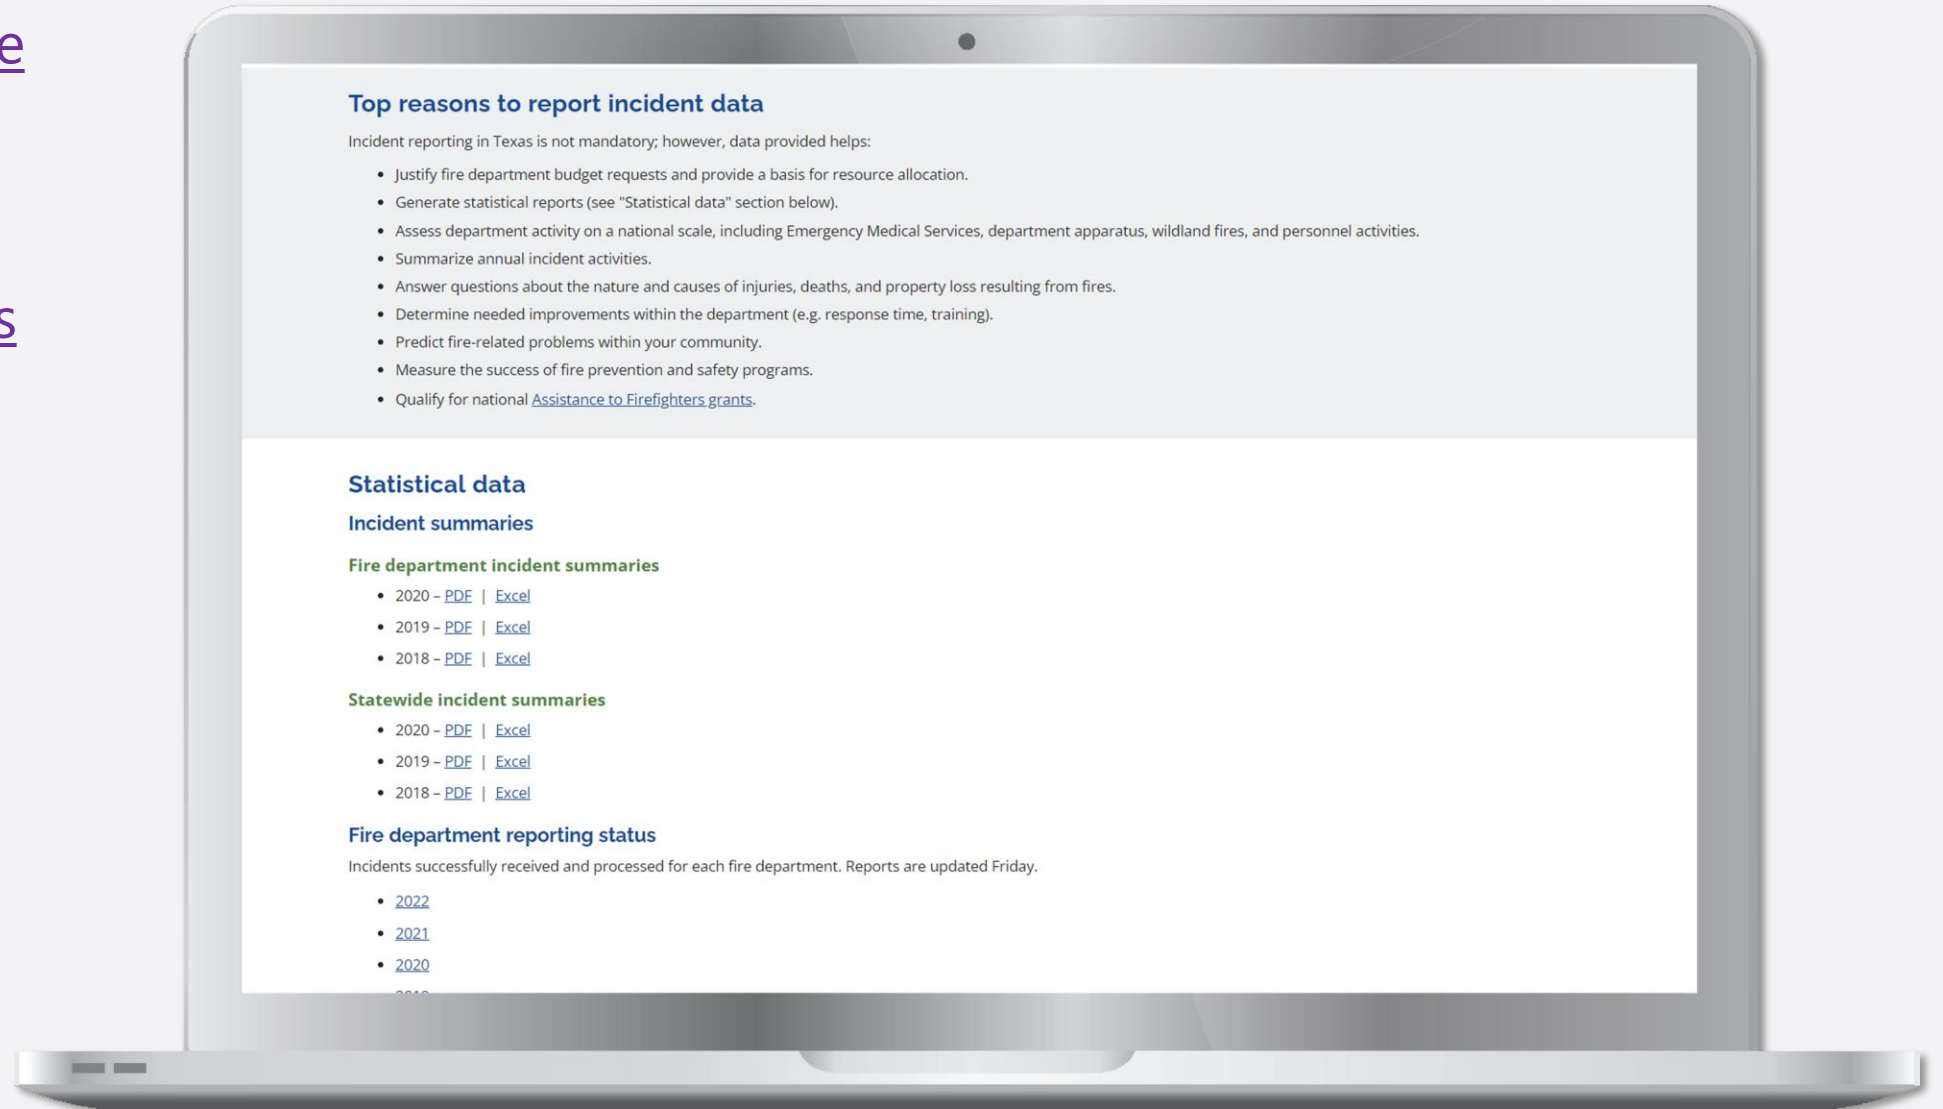 e
s
Top reasons to report incident data
Incident reporting in Texas is not mandatory; however, data provided helps:
• Justify fire department budget requests and provide a basis for resource allocation.
• Generate statistical reports (see "Statistical data" section below).
• Assess department activity on a national scale, including Emergency Medical Services, department apparatus, wildland fires, and personnel activities.
• Summarize annual incident activities.
• Answer questions about the nature and causes of injuries, deaths, and property loss resulting from fires.
• Determine needed improvements within the department (e.g. response time, training).
• Predict fire-related problems within your community.
• Measure the success of fire prevention and safety programs.
• Qualify for national Assistance to Firefighters grants.
Statistical data
Incident summaries
Fire department incident summaries
• 2020 – PDF | Excel
• 2019 – PDF | Excel
• 2018 – PDF | Excel
Statewide incident summaries
• 2020 – PDF | Excel
• 2019 – PDF | Excel
• 2018 – PDF | Excel
Fire department reporting status
Incidents successfully received and processed for each fire department. Reports are updated Friday.
• 2022
• 2021
• 2020